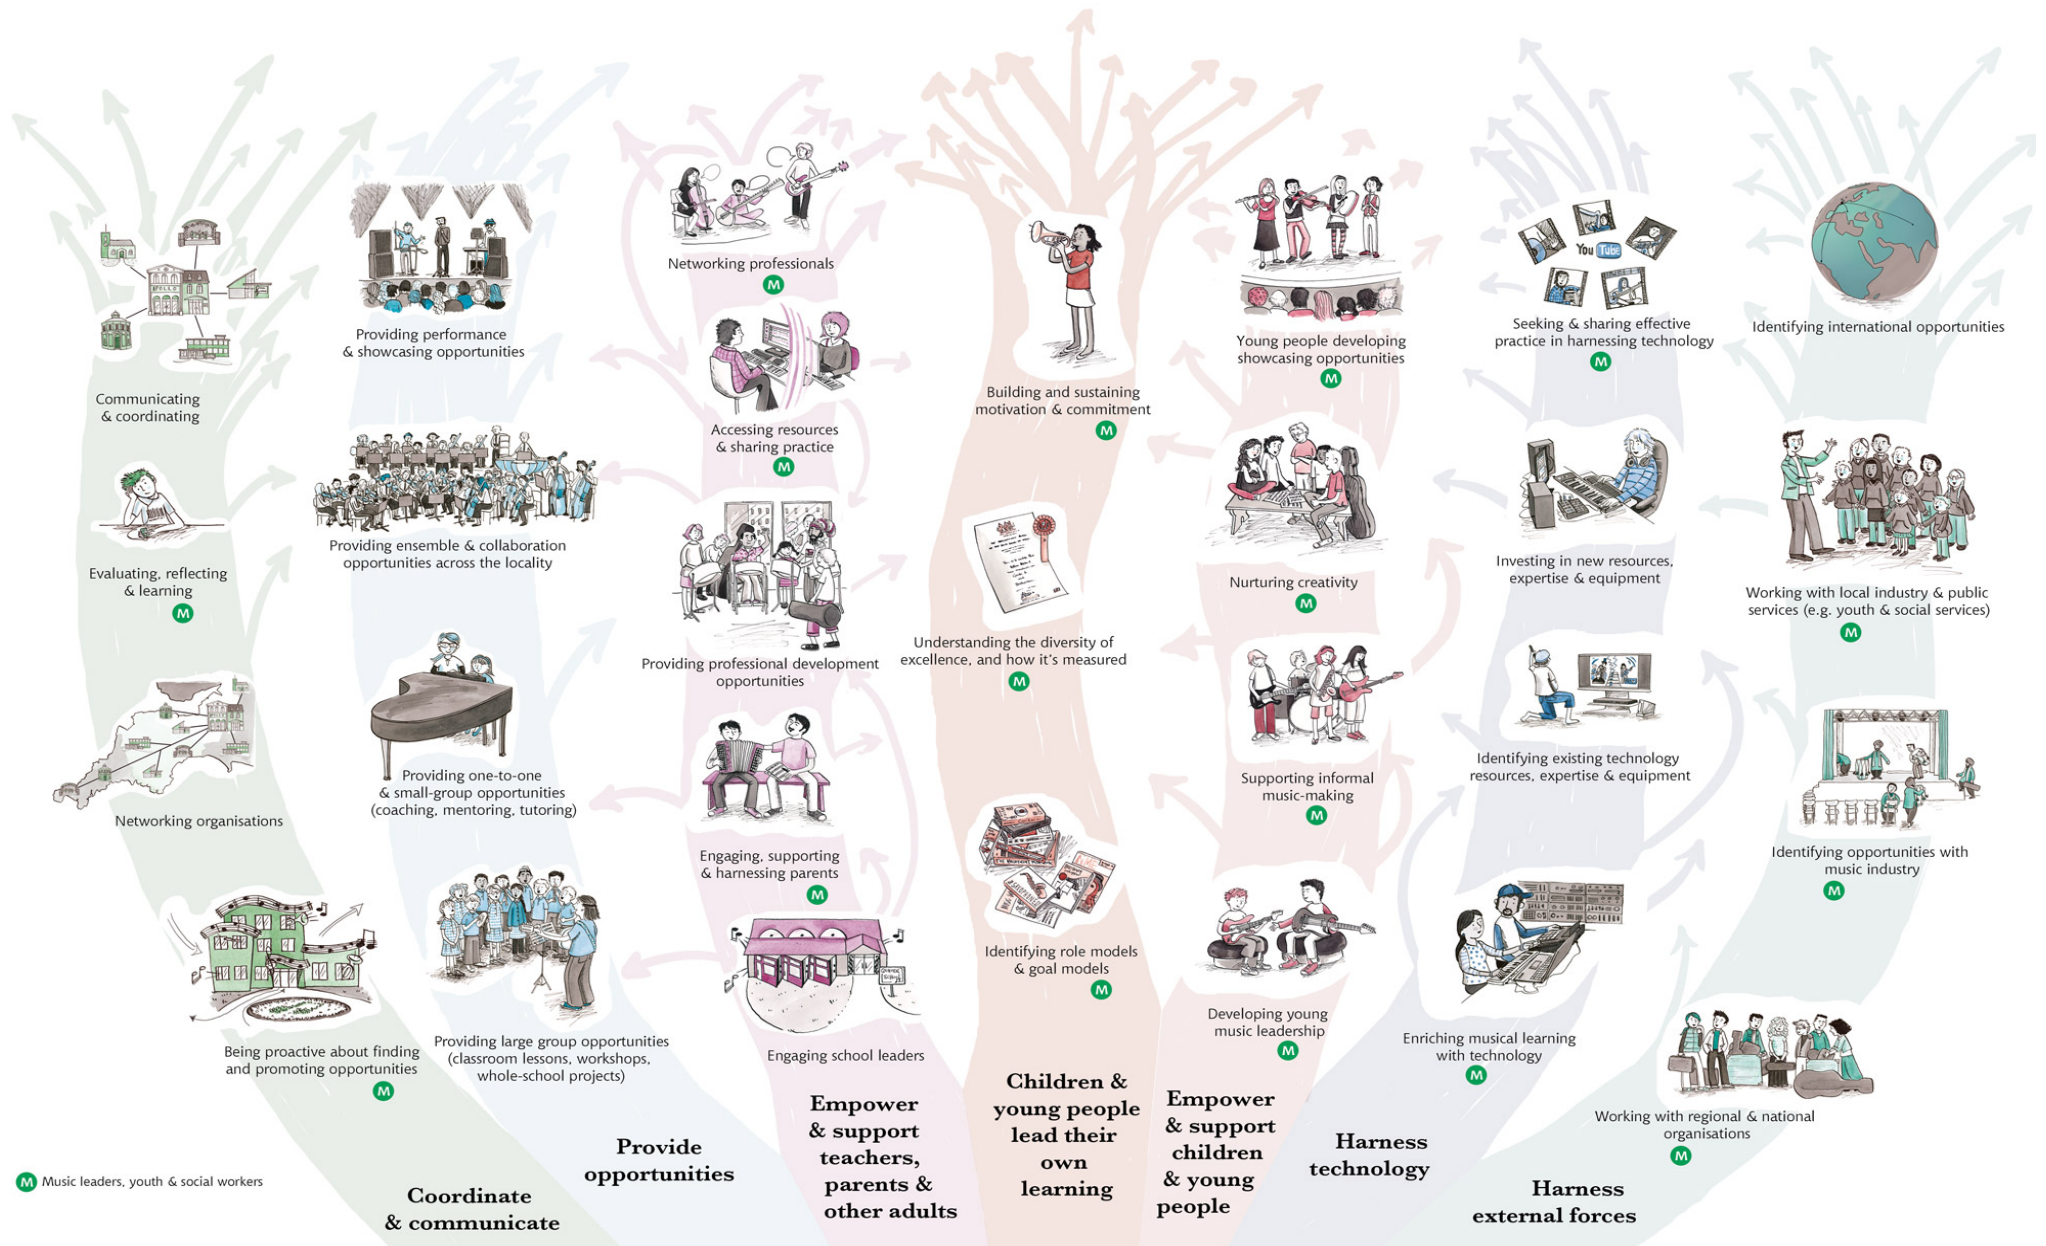 Communicating
& coordinating
Evaluating, reflecting
& learning
M
Networking organisations
Being proactive about finding
and promoting opportunities
M
Coordinate
& communicate
Providing performance
& showcasing opportunities
Providing ensemble & collaboration
opportunities across the locality
Providing one-to-one
& small-group opportunities
(coaching, mentoring, tutoring)
Providing large group opportunities
(classroom lessons, workshops,
whole-school projects)
Provide
opportunities
Networking professionals
M
Accessing resources
& sharing practice
M
Providing professional development
opportunities
Engaging, supporting
& harnessing parents
M
Engaging school leaders
Empower
& support
teachers,
parents &
other adults
Building and sustaining
motivation & commitment
M
Understanding the diversity of
excellence, and how it's measured
M
Identifying role models
& goal models
M
Children &
young people
lead their
own
learning
Young people developing
showcasing opportunities
M
Nurturing creativity
M
Supporting informal
music-making
M
Developing young
music leadership
M
Empower
& support
children
& young
people
You Tube
Seeking & sharing effective
practice in harnessing technology
M
Investing in new resources,
expertise & equipment
Identifying existing technology
resources, expertise & equipment
Enriching musical learning
with technology
M
Harness
technology
Identifying international opportunities
Working with local industry & public
services (e.g. youth & social services)
M
Identifying opportunities with
music industry
M
Working with regional & national
organisations
M
Harness
external forces
M Music leaders, youth & social workers